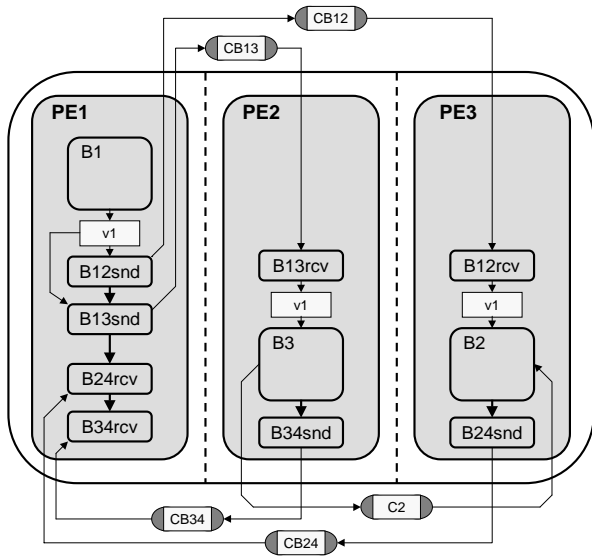 CB12
CB13
PE1
PE2
PE3
B1
v1
B12snd
B13snd
B24rcv
B34rcv
B13rcv
v1
B3
B34snd
B12rcv
v1
B2
B24snd
C2
CB34
CB24